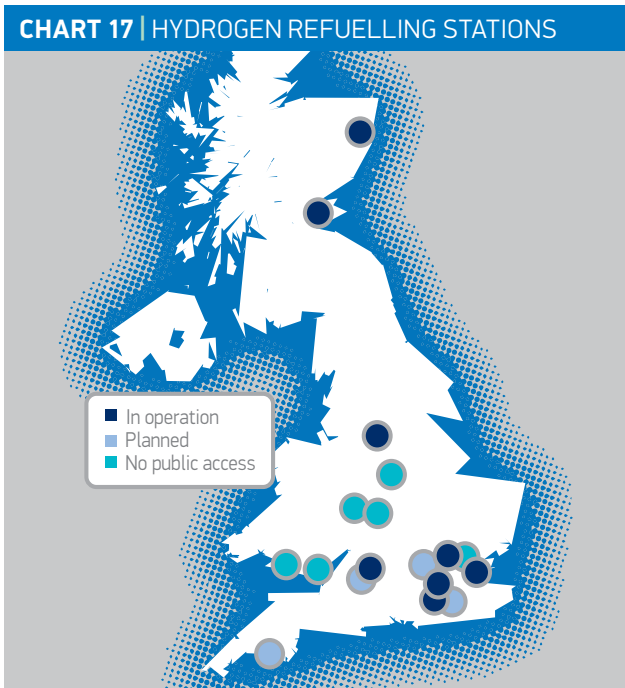 CHART 17 | HYDROGEN REFUELLING STATIONS
In operation
Planned
No public access